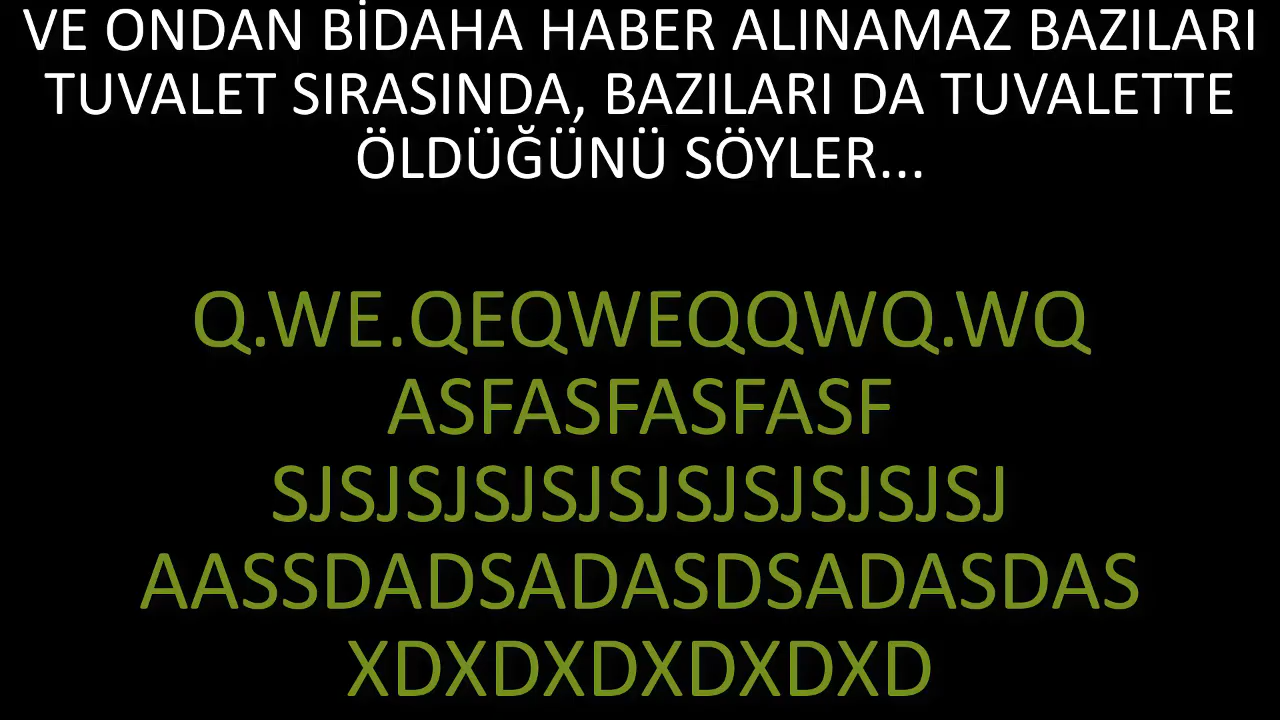 VE ONDAN BİDAHA HABER ALINAMAZ BAZILARI
TUVALET SIRASINDA, BAZILARI DA TUVALETTE
ÖLDÜĞÜNÜ SÖYLER...
Q.WE.QEQWEQQWQ.WQ
ASFASFASFASF
SJSJSJSJSJSJSJSJSJSJSJ
AASSDADSADASDSADASDAS
XDXDXDXDXDXD